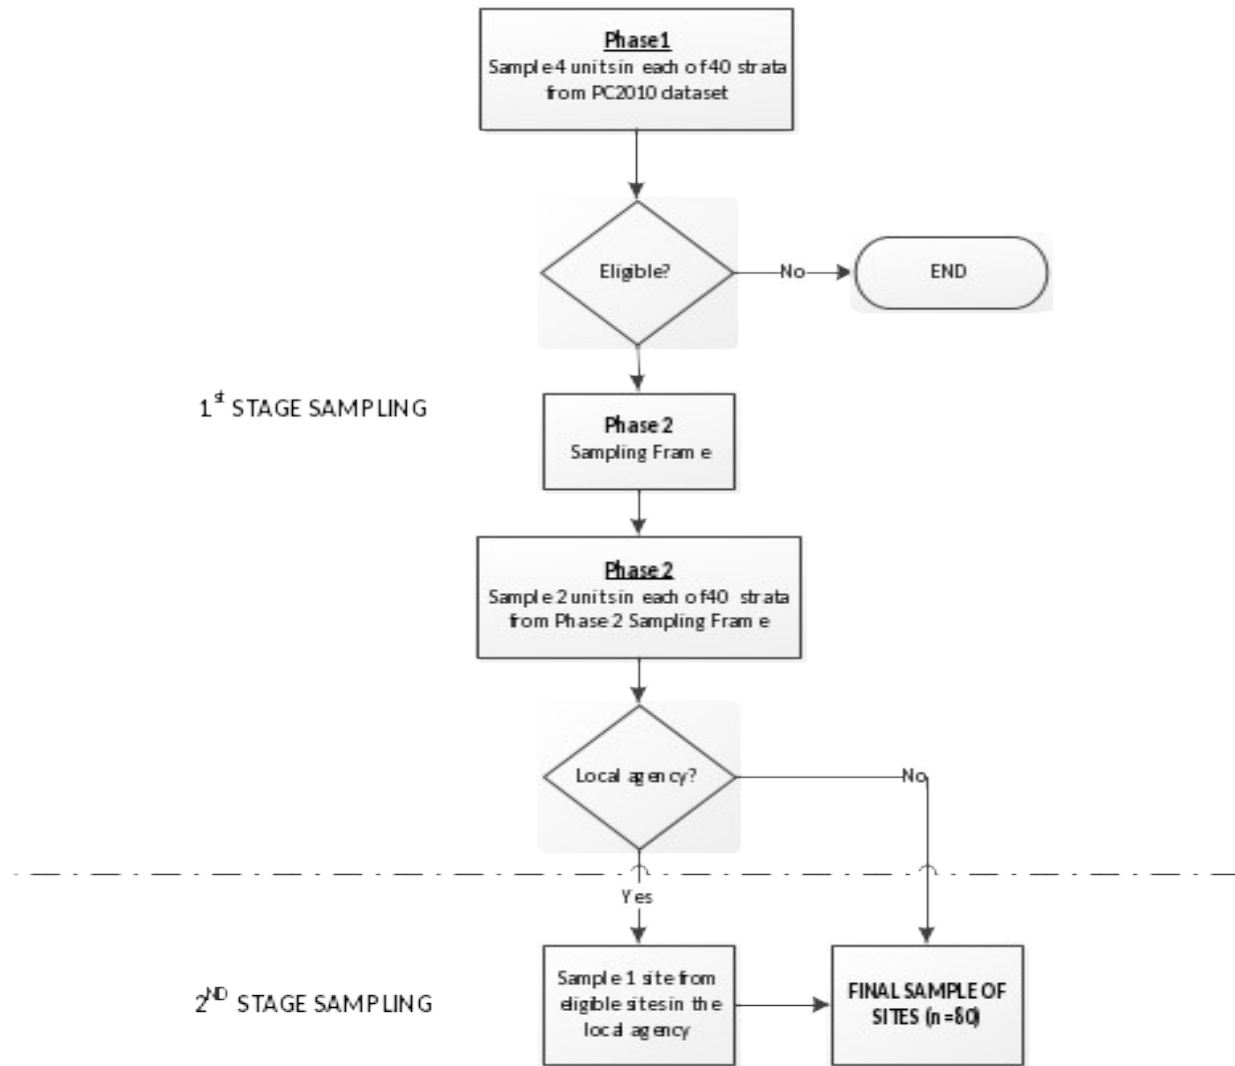 Phase 1
Sample 4 units in each of 40 strata
from PC2010 dataset
Eligible?
No
END
1st STAGE SAMPLING
Phase 2
Sampling Frame
Phase 2
Sample 2 units in each of 40 strata
from Phase 2 Sampling Frame
Local agency?
No
Yes
Sample 1 site from
eligible sites in the
local agency
FINAL SAMPLE OF
SITES (n=80)
2ND STAGE SAMPLING